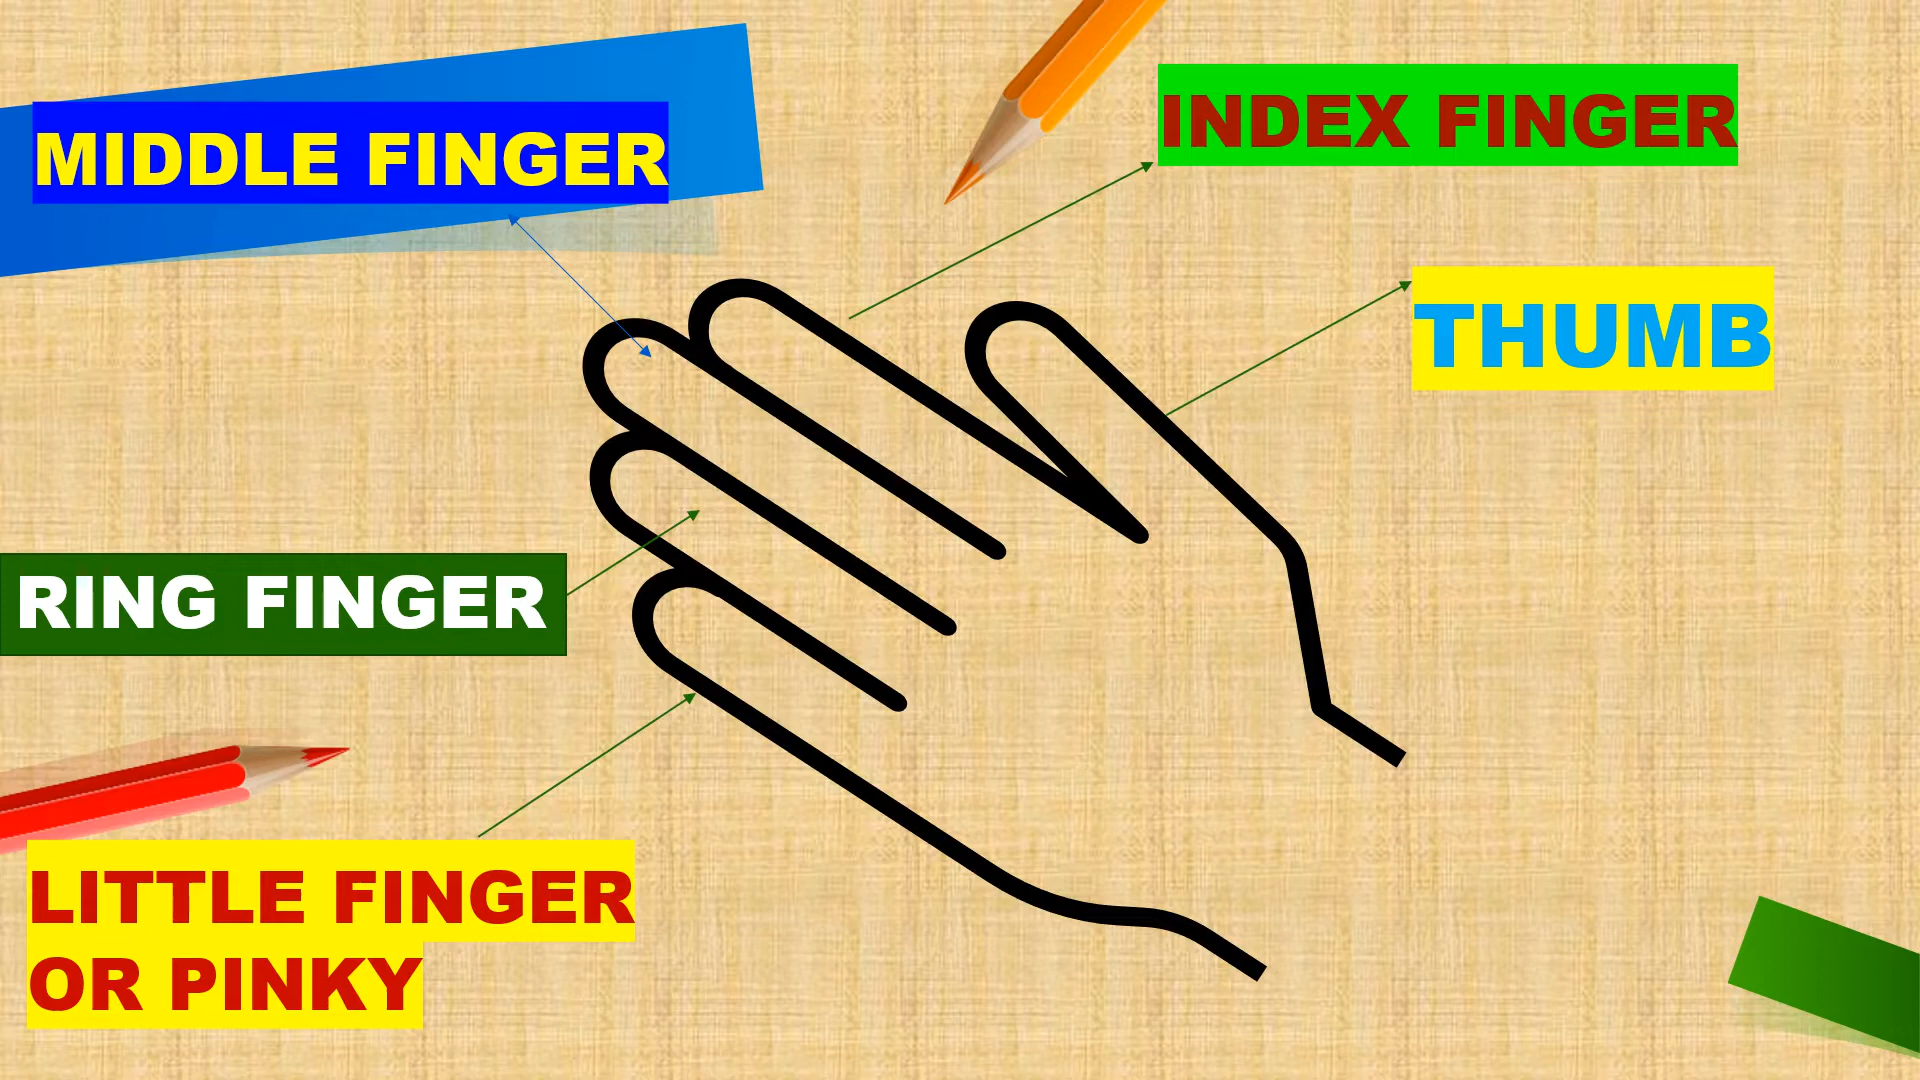 MIDDLE FINGER
INDEX FINGER
THUMB
RING FINGER
LITTLE FINGER
OR PINKY